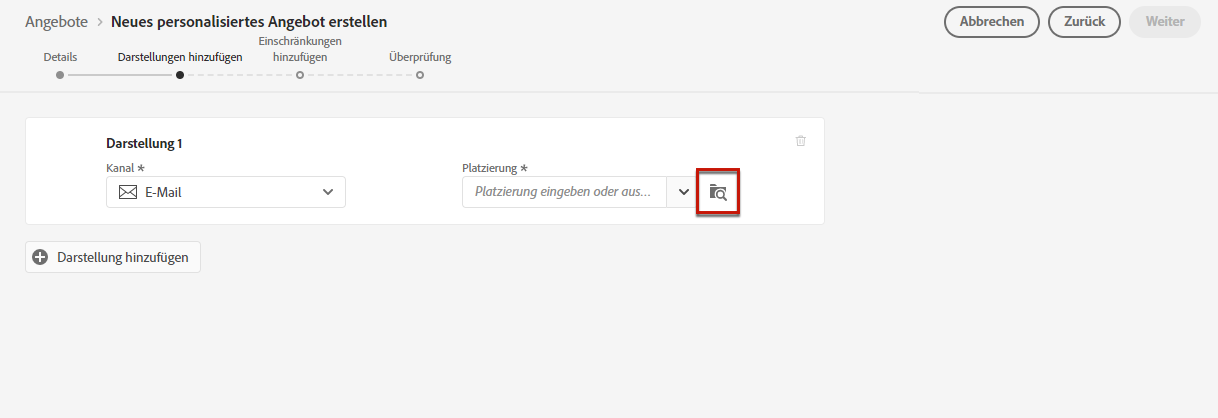 Angebote > Neues personalisiertes Angebot erstellen
Abbrechen
Zurück
Weiter
Details
Darstellungen hinzufügen
Einschränkungen
hinzufügen
Überprüfung
Darstellung 1
Kanal *
Platzierung *
E-Mail
Platzierung eingeben oder aus...
Darstellung hinzufügen